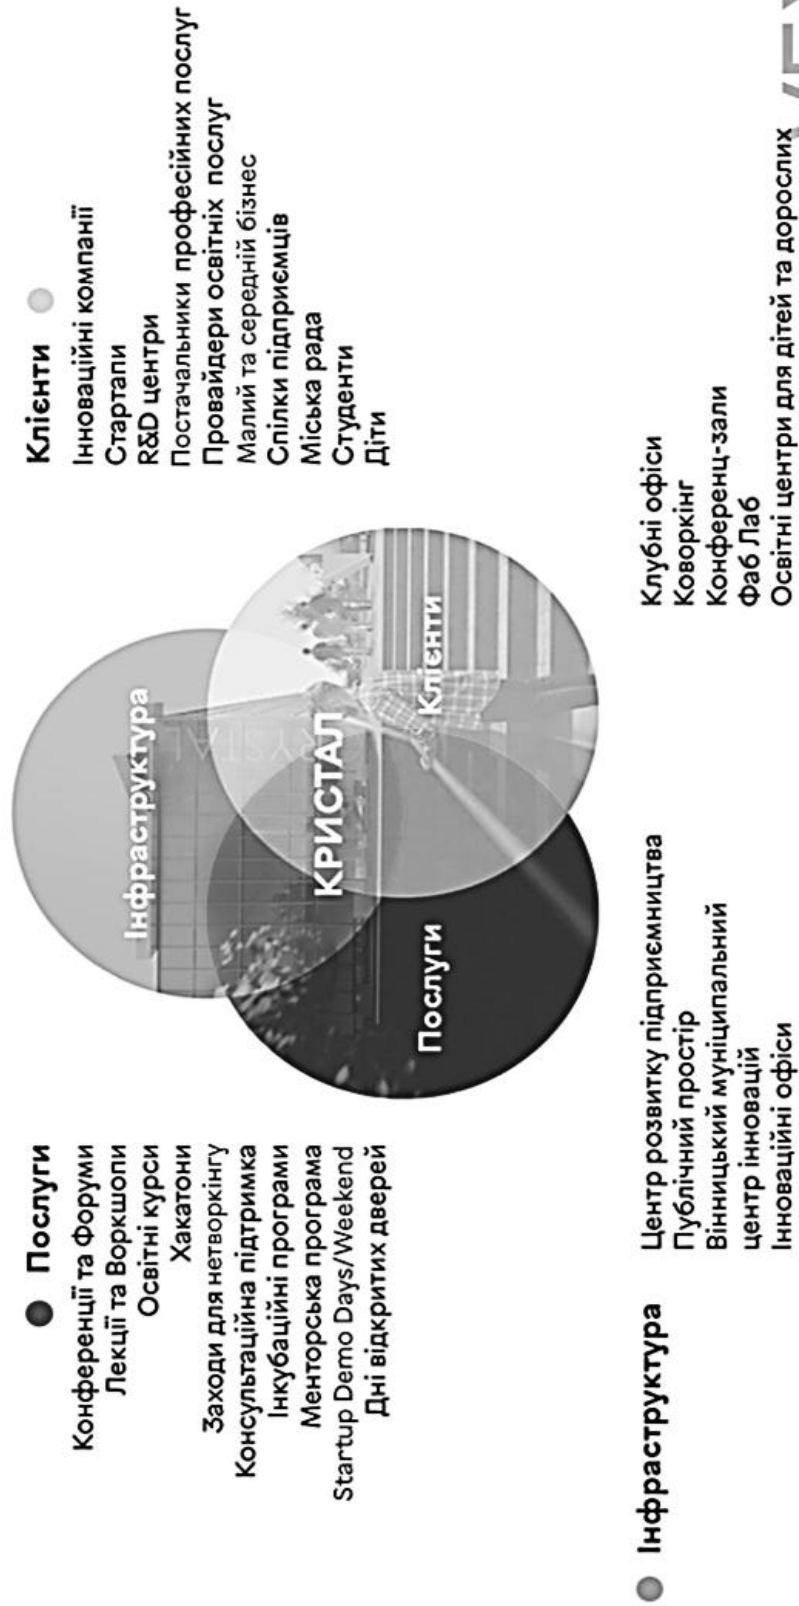 Послуги
Конференції та Форуми
Лекції та Воркшопи
Освітні курси
Хакатони
Заходи для нетворкінгу
Консультаційна підтримка
Інкубаційні програми
Менторська програма
Startup Demo Days/Weekend
Дні відкритих дверей
Інфраструктура
CRYSTAL
КРИСТАЛ
Послуги
Клієнти
Клієнти
Інноваційні компанії
Стартапи
R&D центри
Постачальники професійних послуг
Провайдери освітніх послуг
Малий та середній бізнес
Спілки підприємців
Міська рада
Студенти
Діти
Інфраструктура
Центр розвитку підприємництва
Публічний простір
Вінницький муніципальний
центр інновацій
Інноваційні офіси
Клубні офіси
Коворкінг
Конференц-зали
Фаб Лаб
Освітні центри для дітей та дорослих